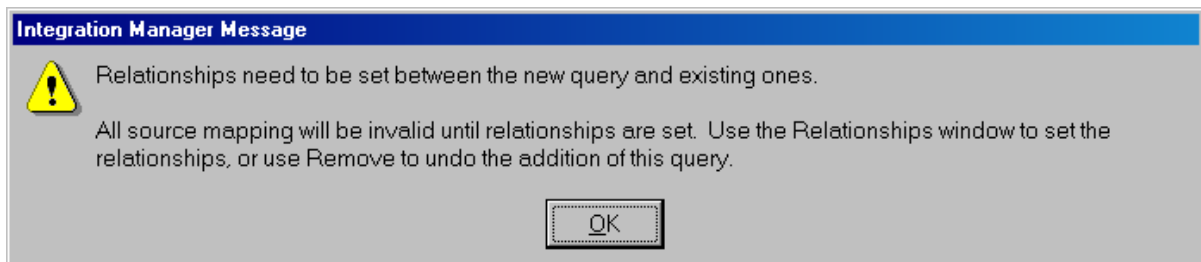 Integration Manager Message
Relationships need to be set between the new query and existing ones.
All source mapping will be invalid until relationships are set.  Use the Relationships window to set the
relationships, or use Remove to undo the addition of this query.
OK